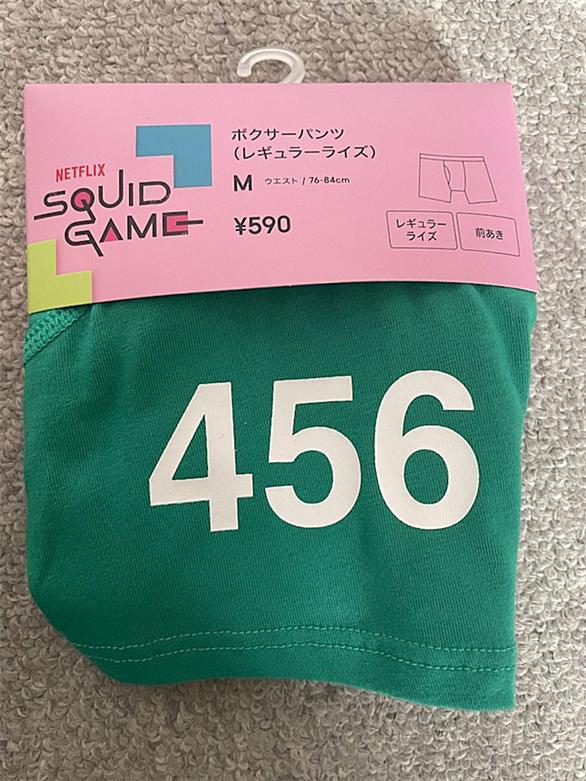 NETFLIX
SQUID
GAME
ボクサーパンツ
(レギュラーライズ)
M ウエスト / 76-84cm
¥590
レギュラー
ライズ
前あき
456